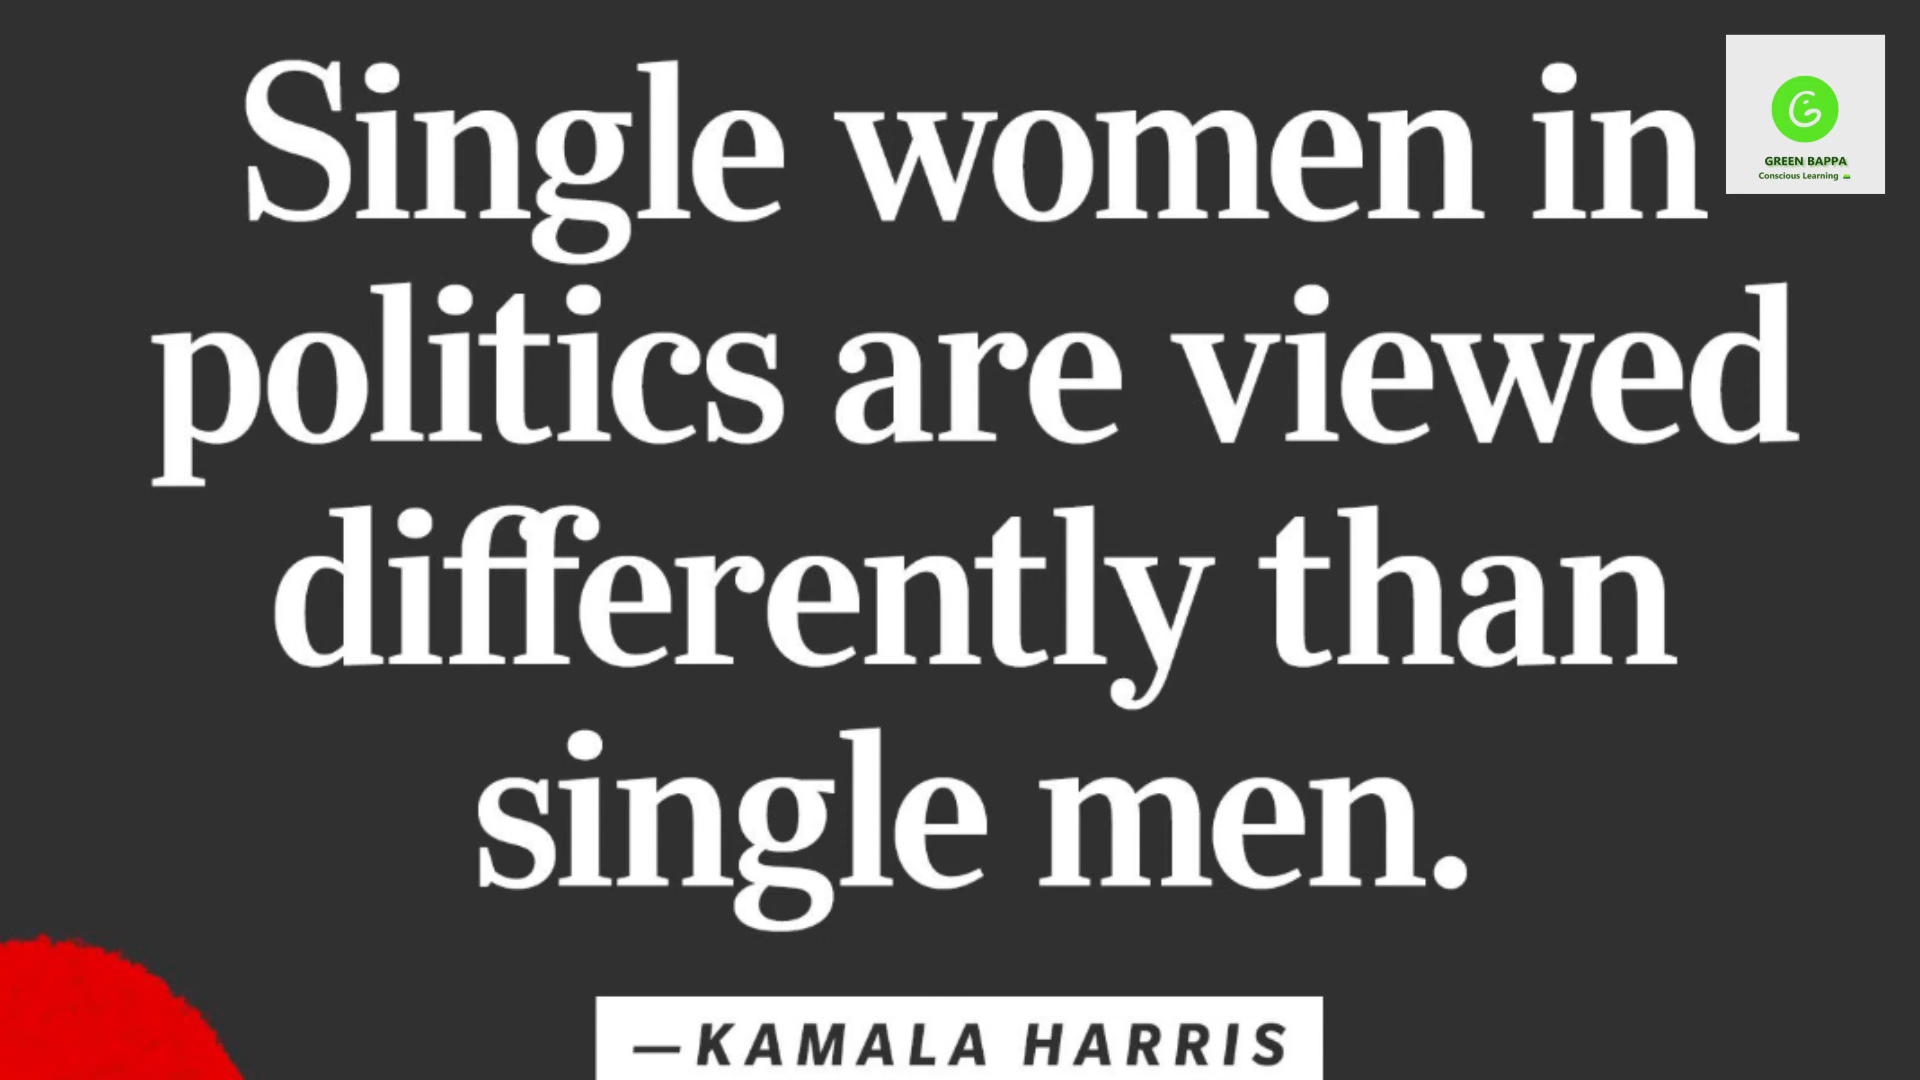 Single women in
politics are viewed
differently than
single men.
—KAMALA HARRIS
GREEN BAPPA
Conscious Learning